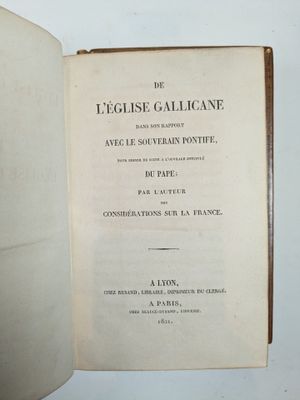 DE
L'ÉGLISE GALLICANE
DANS SON RAPPORT
AVEC LE SOUVERAIN PONTIFE,
POUR SERVIR DE SUITE A L'OUVRAGE INTITULÉ
DU PAPE;
PAR L'AUTEUR
DES
CONSIDÉRATIONS SUR LA FRANCE.
A LYON,
CHEZ RUSAND, LIBRAIRE, IMPRIMEUR DU CLERGÉ;
A PARIS,
CHEZ BEAUCÉ-RUSAND, LIBRAIRE.
1821.